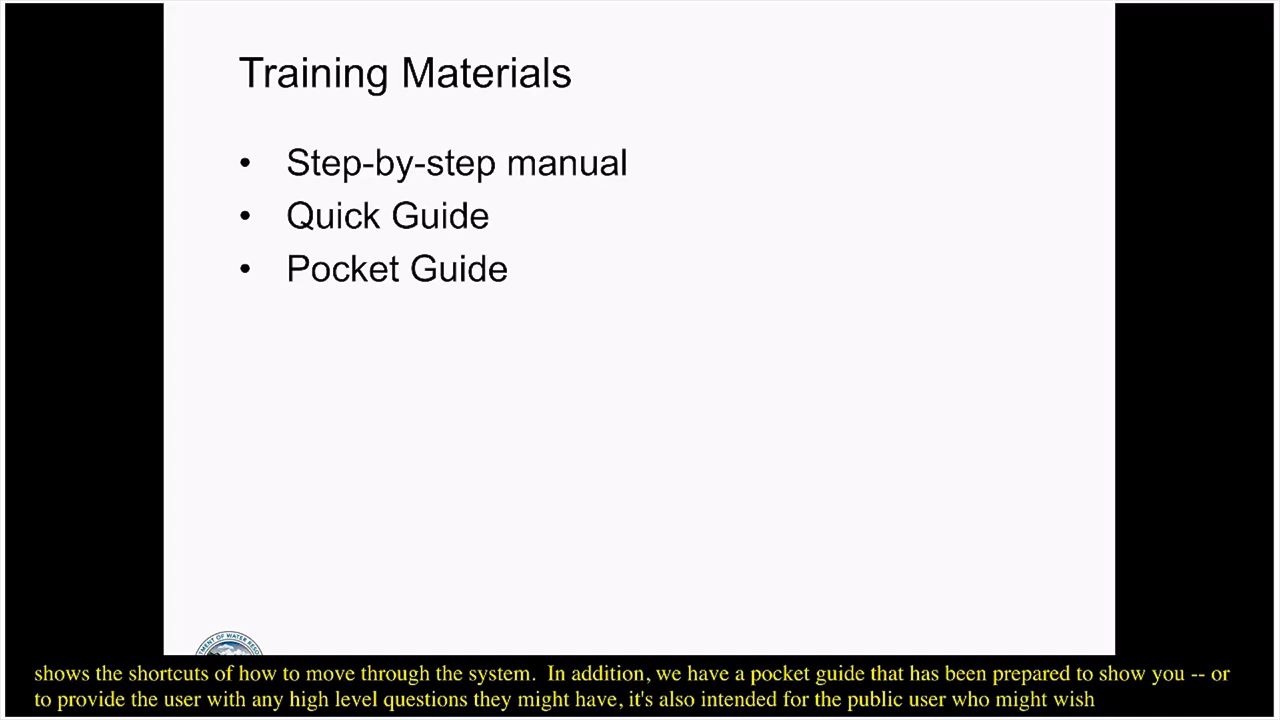 Training Materials
• Step-by-step manual
• Quick Guide
• Pocket Guide
shows the shortcuts of how to move through the system. In addition, we have a pocket guide that has been prepared to show you -- or
to provide the user with any high level questions they might have, it's also intended for the public user who might wish